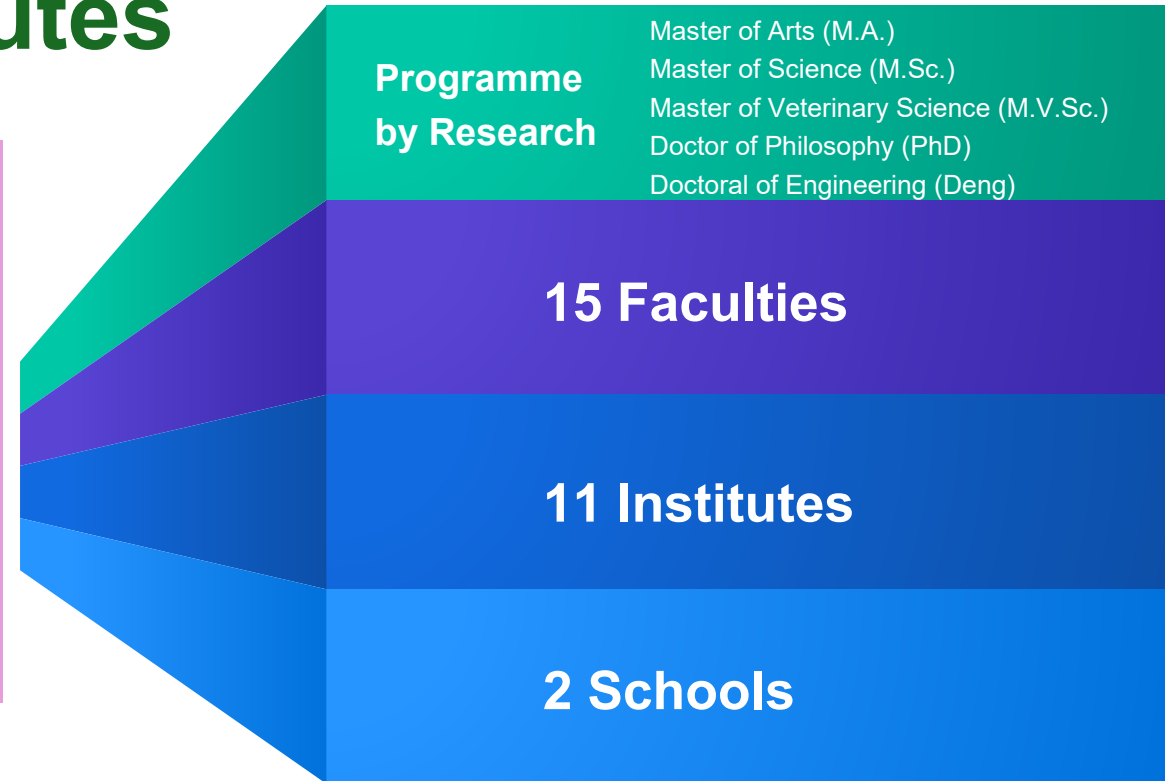 utes
Programme
by Research
Master of Arts (M.A.)
Master of Science (M.Sc.)
Master of Veterinary Science (M.V.Sc.)
Doctor of Philosophy (PhD)
Doctoral of Engineering (Deng)
15 Faculties
11 Institutes
2 Schools